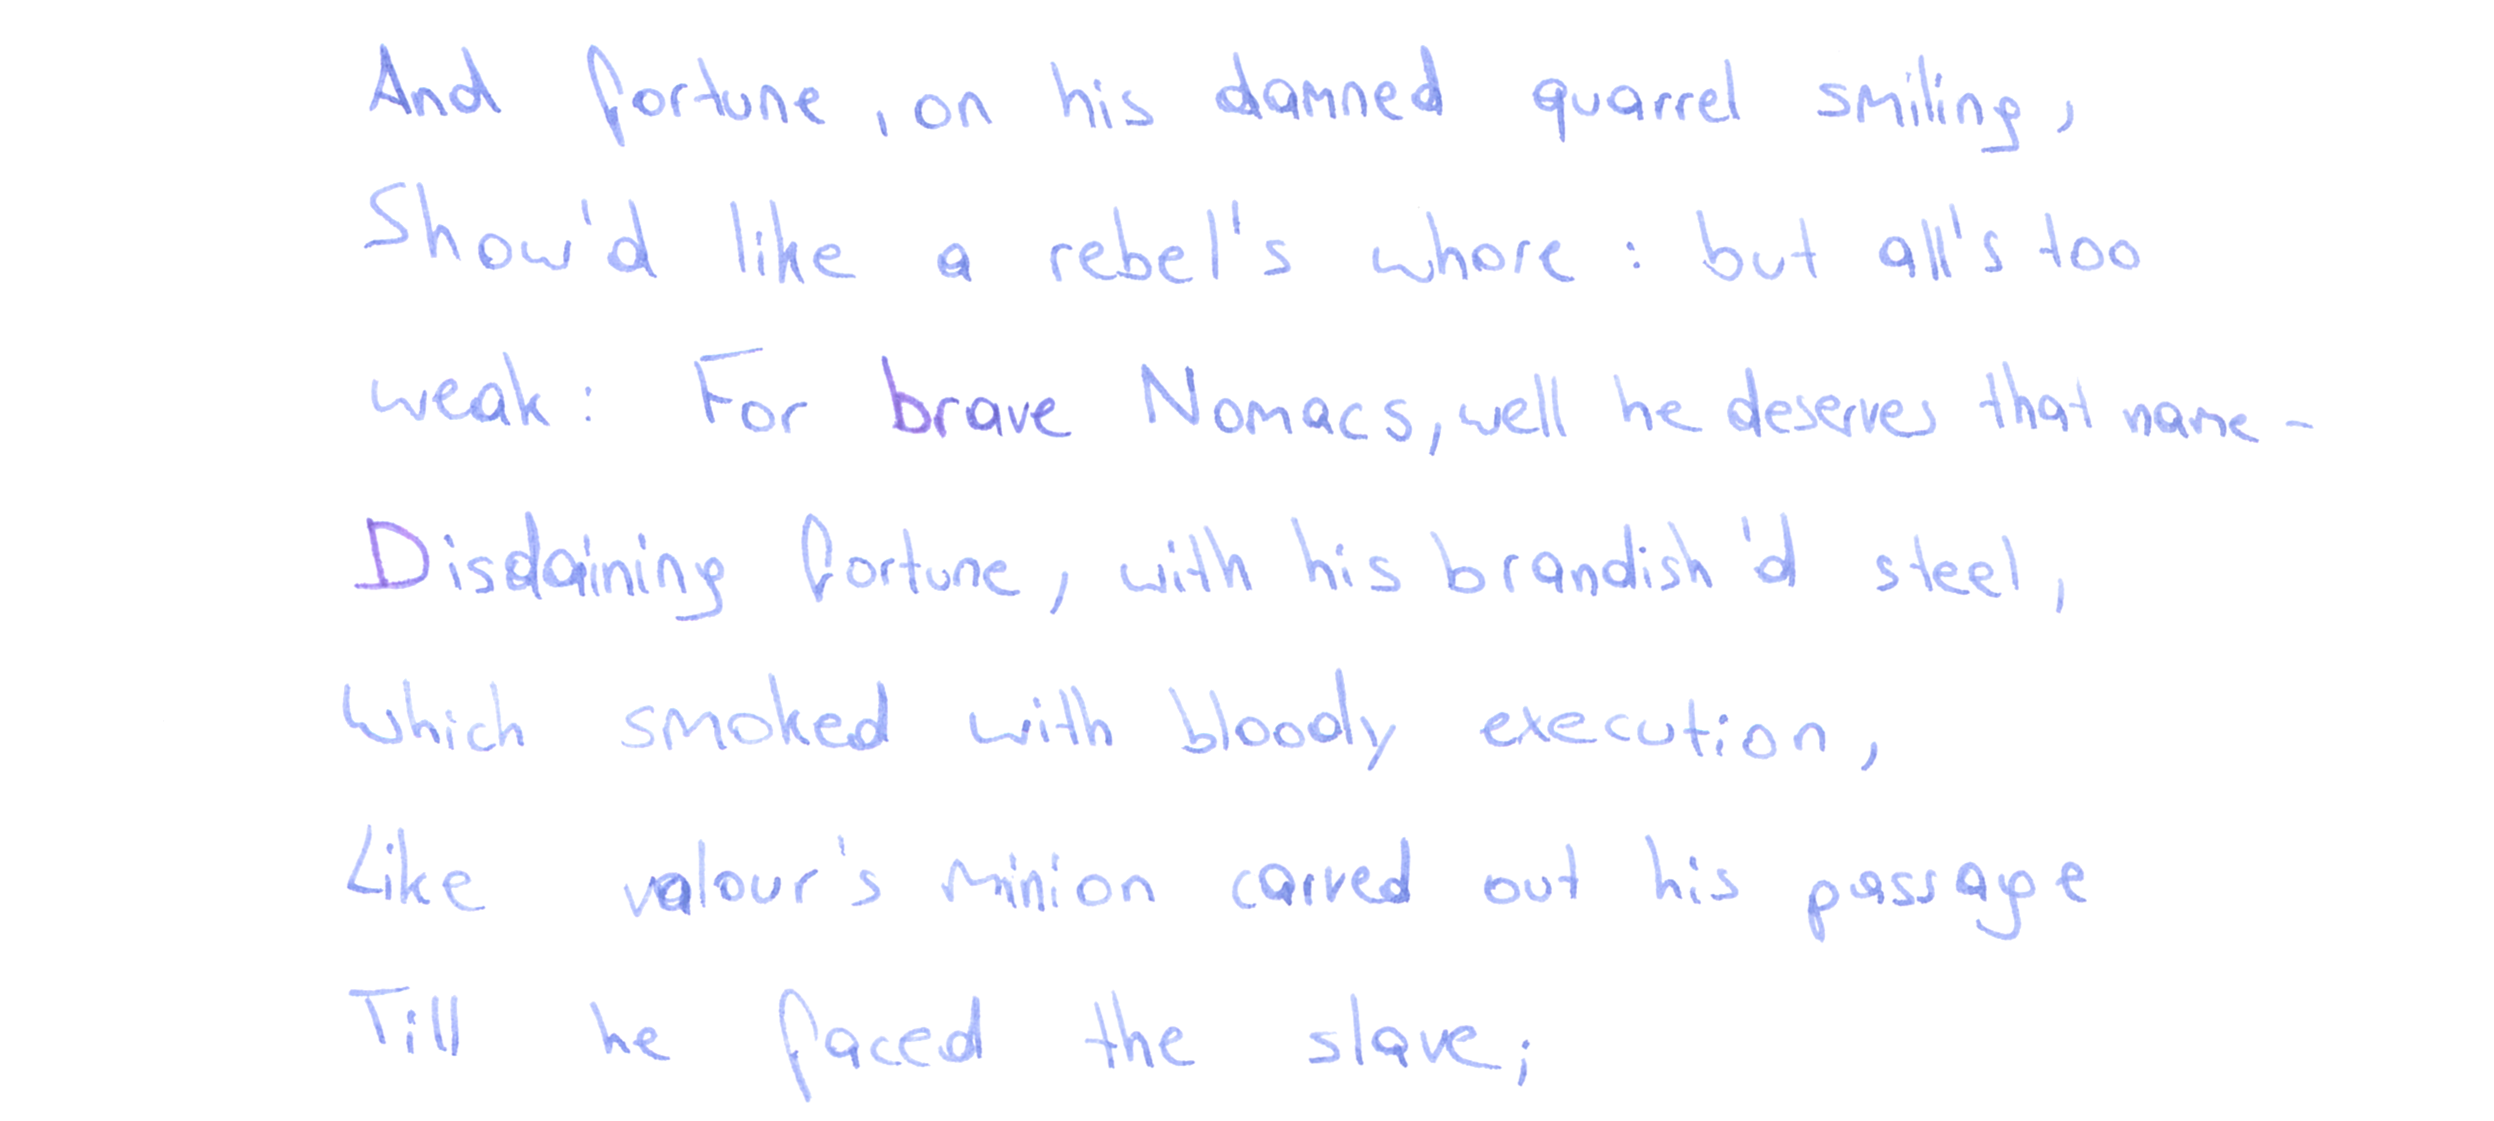 And fortune, on his damned quarrel smiling,
Show'd like a rebel's whore: but all's too
weak: For brave Nomacs, well he deserves that name -
Disdaining fortune, with his brandish'd steel,
Which smoked with bloody execution,
Like valour's minion carved out his passage
Till he faced the slave;